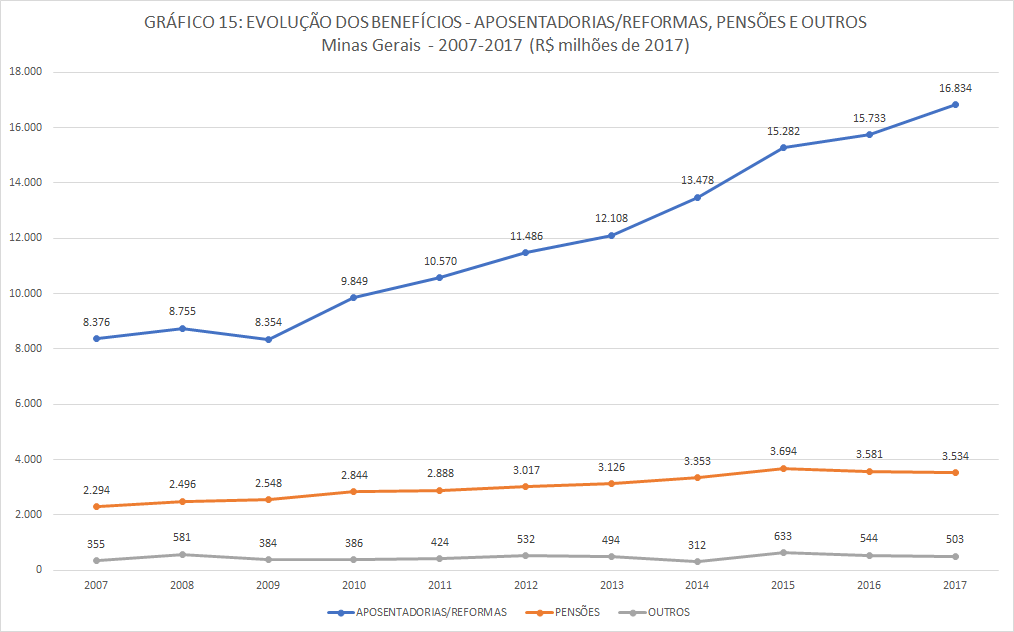 GRÁFICO 15: EVOLUÇÃO DOS BENEFÍCIOS - APOSENTADORIAS/REFORMAS, PENSÕES E OUTROS
Minas Gerais - 2007-2017 (R$ milhões de 2017)
18.000
16.000
14.000
12.000
10.000
8.000
6.000
4.000
2.000
0
8.376 8.755 8.354 9.849 10.570 11.486 12.108 13.478 15.282 15.733 16.834
2.294 2.496 2.548 2.844 2.888 3.017 3.126 3.353 3.694 3.581 3.534
355 581 384 386 424 532 494 312 633 544 503
2007 2008 2009 2010 2011 2012 2013 2014 2015 2016 2017
APOSENTADORIAS/REFORMAS PENSÕES OUTROS